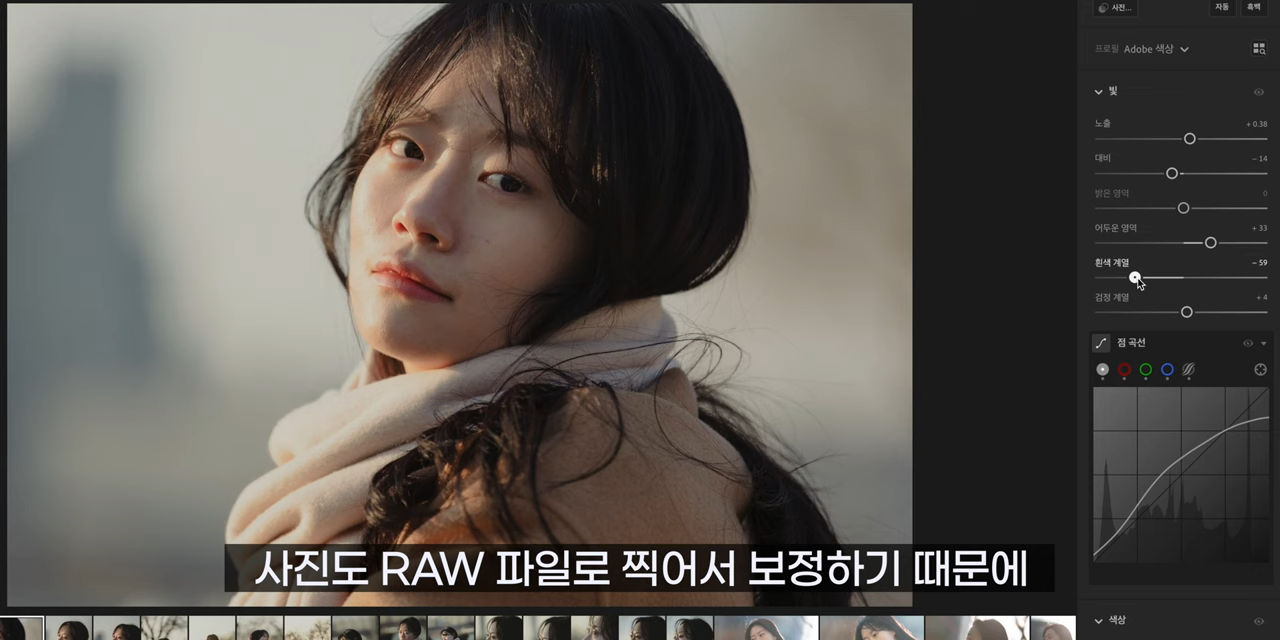 사전...
자동
흑백
프로필 Adobe 색상
빛
노출 + 0.38
대비 – 14
밝은 영역 0
어두운 영역 + 33
흰색 계열 – 59
검정 계열 + 4
점 곡선
사진도 RAW 파일로 찍어서 보정하기 때문에
색상